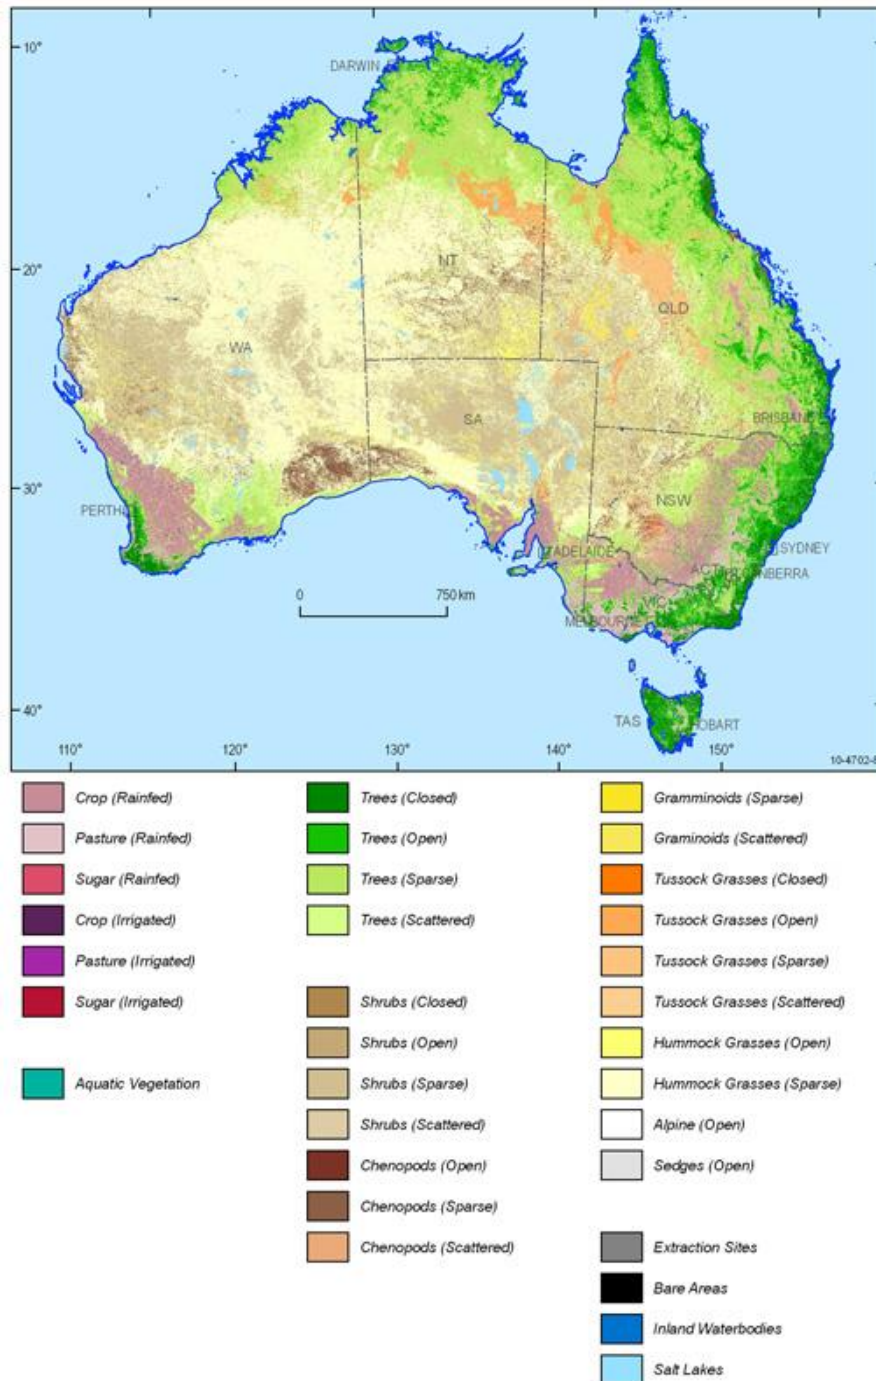 10°
DARWIN
20°
NT
QLD
WA
SA
BRISBANE
30°
NSW
PERTH
SYDNEY
ADELAIDE
ACT
CANBERRA
0
750 km
VIC
MELBOURNE
40°
TAS
HOBART
110°
120°
130°
140°
150°
10-4702-
Crop (Rainfed)
Pasture (Rainfed)
Sugar (Rainfed)
Crop (Irrigated)
Pasture (Irrigated)
Sugar (Irrigated)
Aquatic Vegetation
Trees (Closed)
Trees (Open)
Trees (Sparse)
Trees (Scattered)
Shrubs (Closed)
Shrubs (Open)
Shrubs (Sparse)
Shrubs (Scattered)
Chenopods (Open)
Chenopods (Sparse)
Chenopods (Scattered)
Gramminoids (Sparse)
Graminoids (Scattered)
Tussock Grasses (Closed)
Tussock Grasses (Open)
Tussock Grasses (Sparse)
Tussock Grasses (Scattered)
Hummock Grasses (Open)
Hummock Grasses (Sparse)
Alpine (Open)
Sedges (Open)
Extraction Sites
Bare Areas
Inland Waterbodies
Salt Lakes